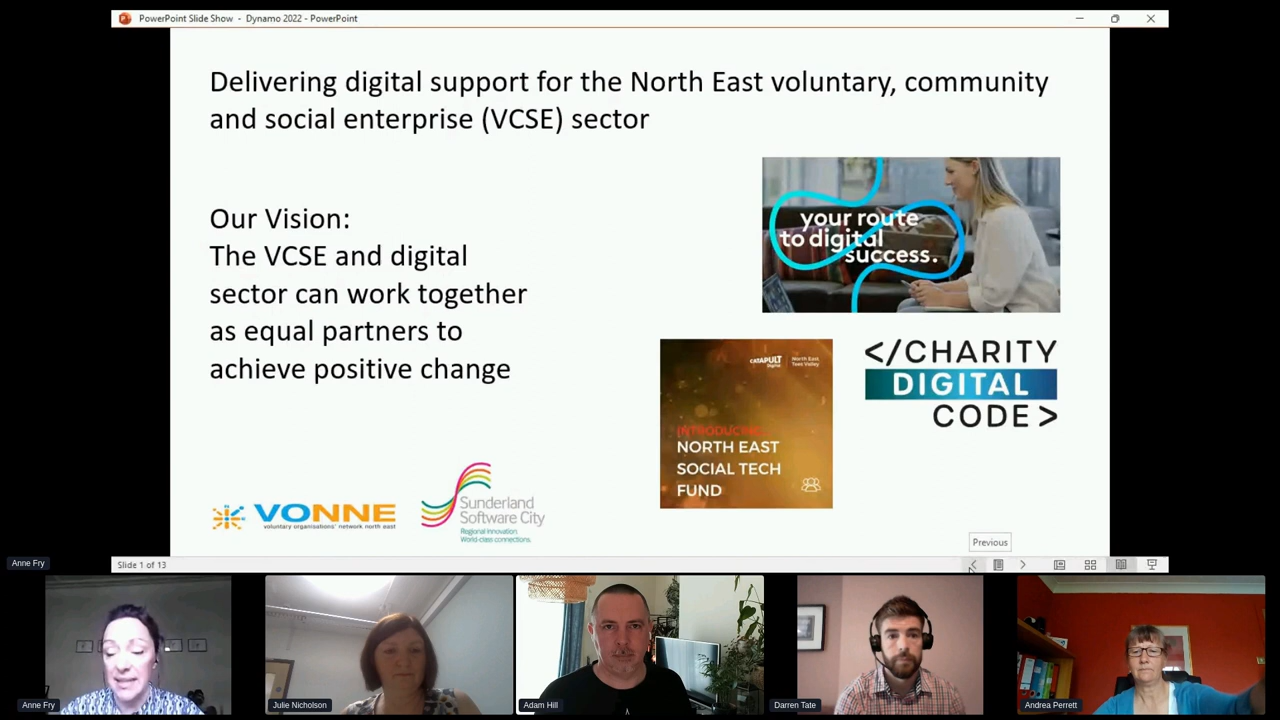 PowerPoint Slide Show - Dynamo 2022 - PowerPoint
Delivering digital support for the North East voluntary, community
and social enterprise (VCSE) sector
Our Vision:
The VCSE and digital
sector can work together
as equal partners to
achieve positive change
your route
to digital
success.
CATAPULT
Digital
North East
Tees Valley
INTRODUCING
NORTH EAST
SOCIAL TECH
FUND
</CHARITY
DIGITAL
CODE>
VONNE
voluntary organisations' network north east
Sunderland
Software City
Regional Innovation.
World-class connections.
Previous
Slide 1 of 13
Anne Fry
Anne Fry
Julie Nicholson
Adam Hill
Darren Tate
Andrea Perrett